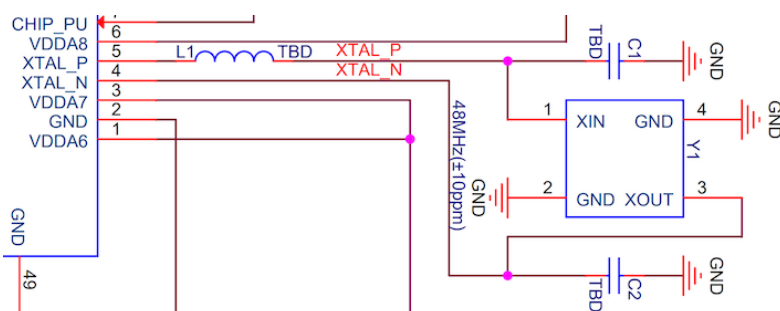 CHIP_PU
6
VDDA8
5
XTAL_P
L1
TBD
XTAL_P
4
XTAL_N
XTAL_N
3
VDDA7
2
GND
1
VDDA6
GND
49
TBD
C1
GND
48MHz(±10ppm)
1
XIN
GND
4
GND
Y1
GND
2
GND
XOUT
3
TBD
C2
GND